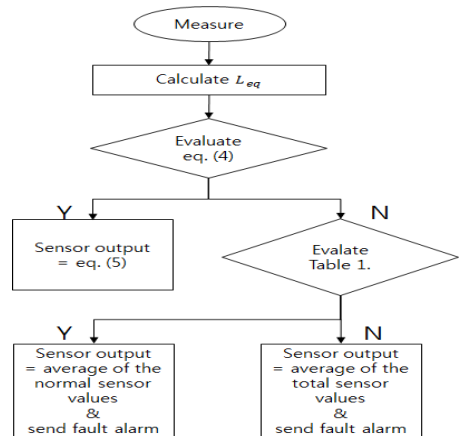 Measure
Calculate L_eq
Evaluate
eq. (4)
Y
N
Sensor output
= eq. (5)
Evalate
Table 1.
Y
N
Sensor output
= average of the
normal sensor
values
&
send fault alarm
Sensor output
= average of the
total sensor
values
&
send fault alarm